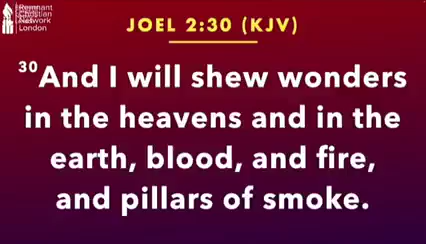 Remnant
Christian
Network
London
JOEL 2:30 (KJV)
30And I will shew wonders
in the heavens and in the
earth, blood, and fire,
and pillars of smoke.